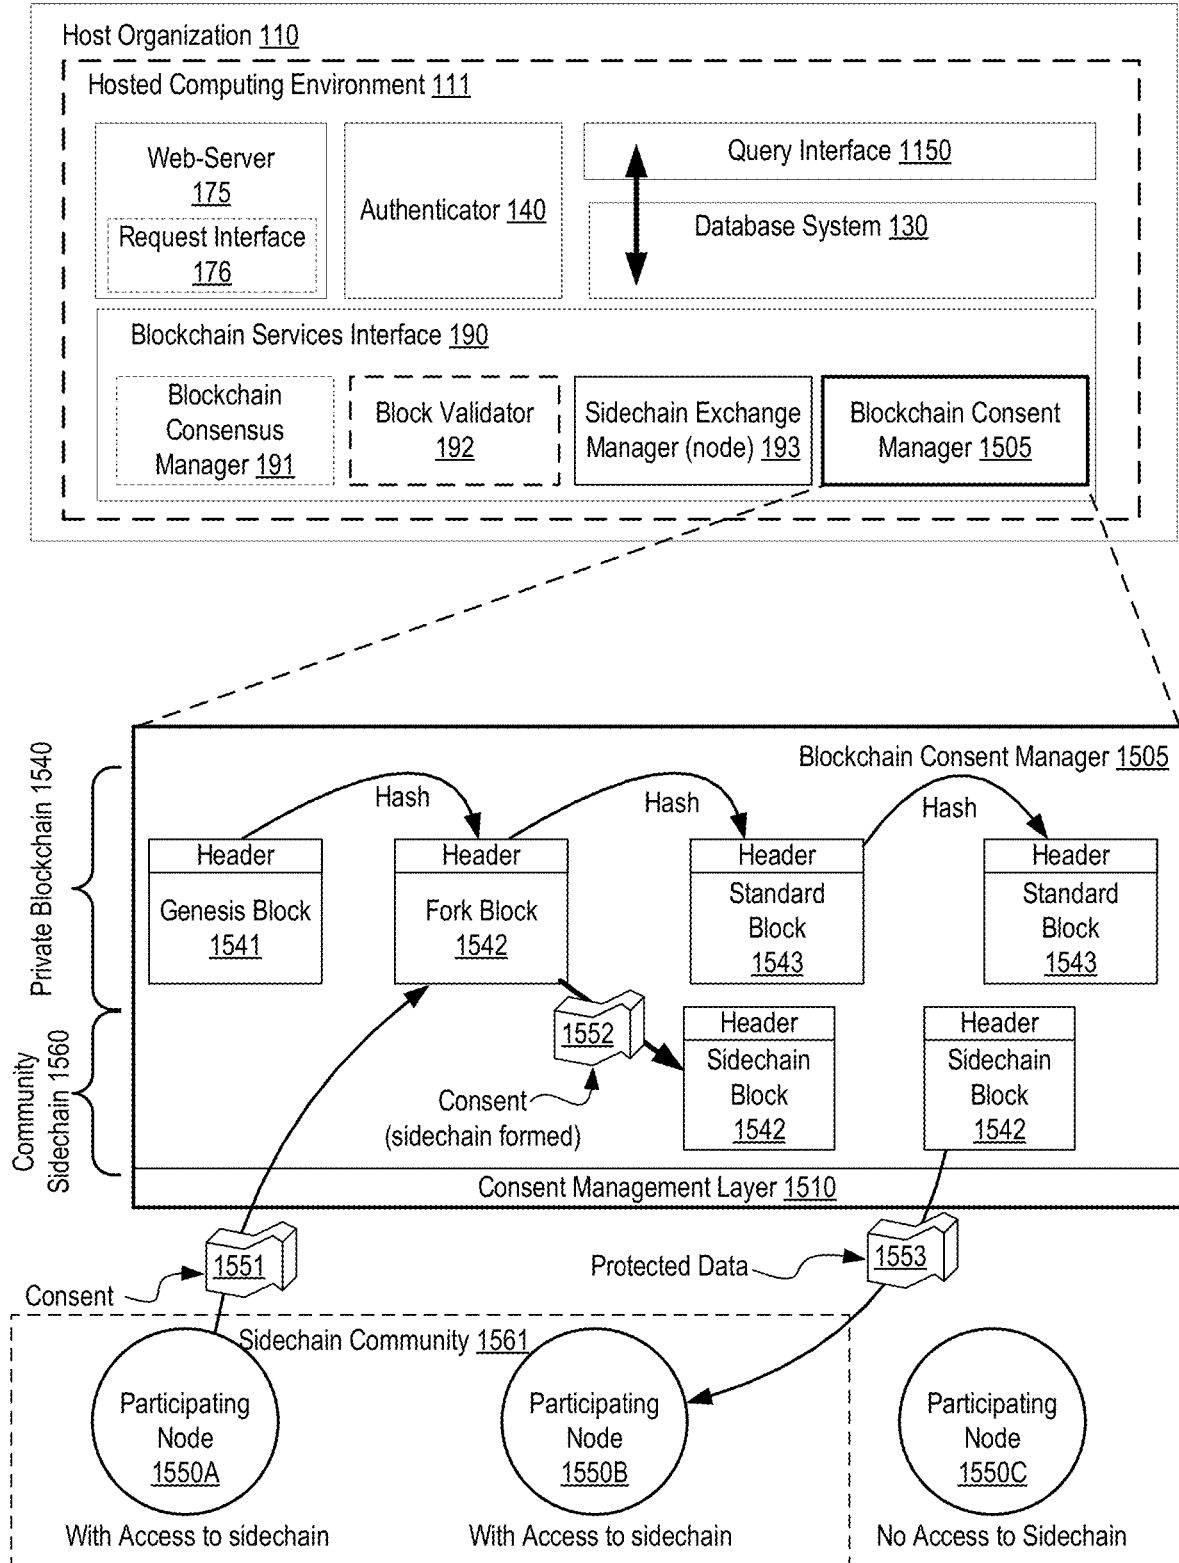 Host Organization 110
Hosted Computing Environment 111
Web-Server
175
Request Interface
176
Authenticator 140
Query Interface 1150
Database System 130
Blockchain Services Interface 190
Blockchain
Consensus
Manager 191
Block Validator
192
Sidechain Exchange
Manager (node) 193
Blockchain Consent
Manager 1505
Blockchain Consent Manager 1505
Private Blockchain 1540
Hash
Hash
Hash
Header
Genesis Block
1541
Header
Fork Block
1542
Header
Standard
Block
1543
Header
Standard
Block
1543
Community
Sidechain 1560
1552
Consent
(sidechain formed)
Header
Sidechain
Block
1542
Header
Sidechain
Block
1542
Consent Management Layer 1510
1551
Consent
Protected Data
1553
Sidechain Community 1561
Participating
Node
1550A
With Access to sidechain
Participating
Node
1550B
With Access to sidechain
Participating
Node
1550C
No Access to Sidechain